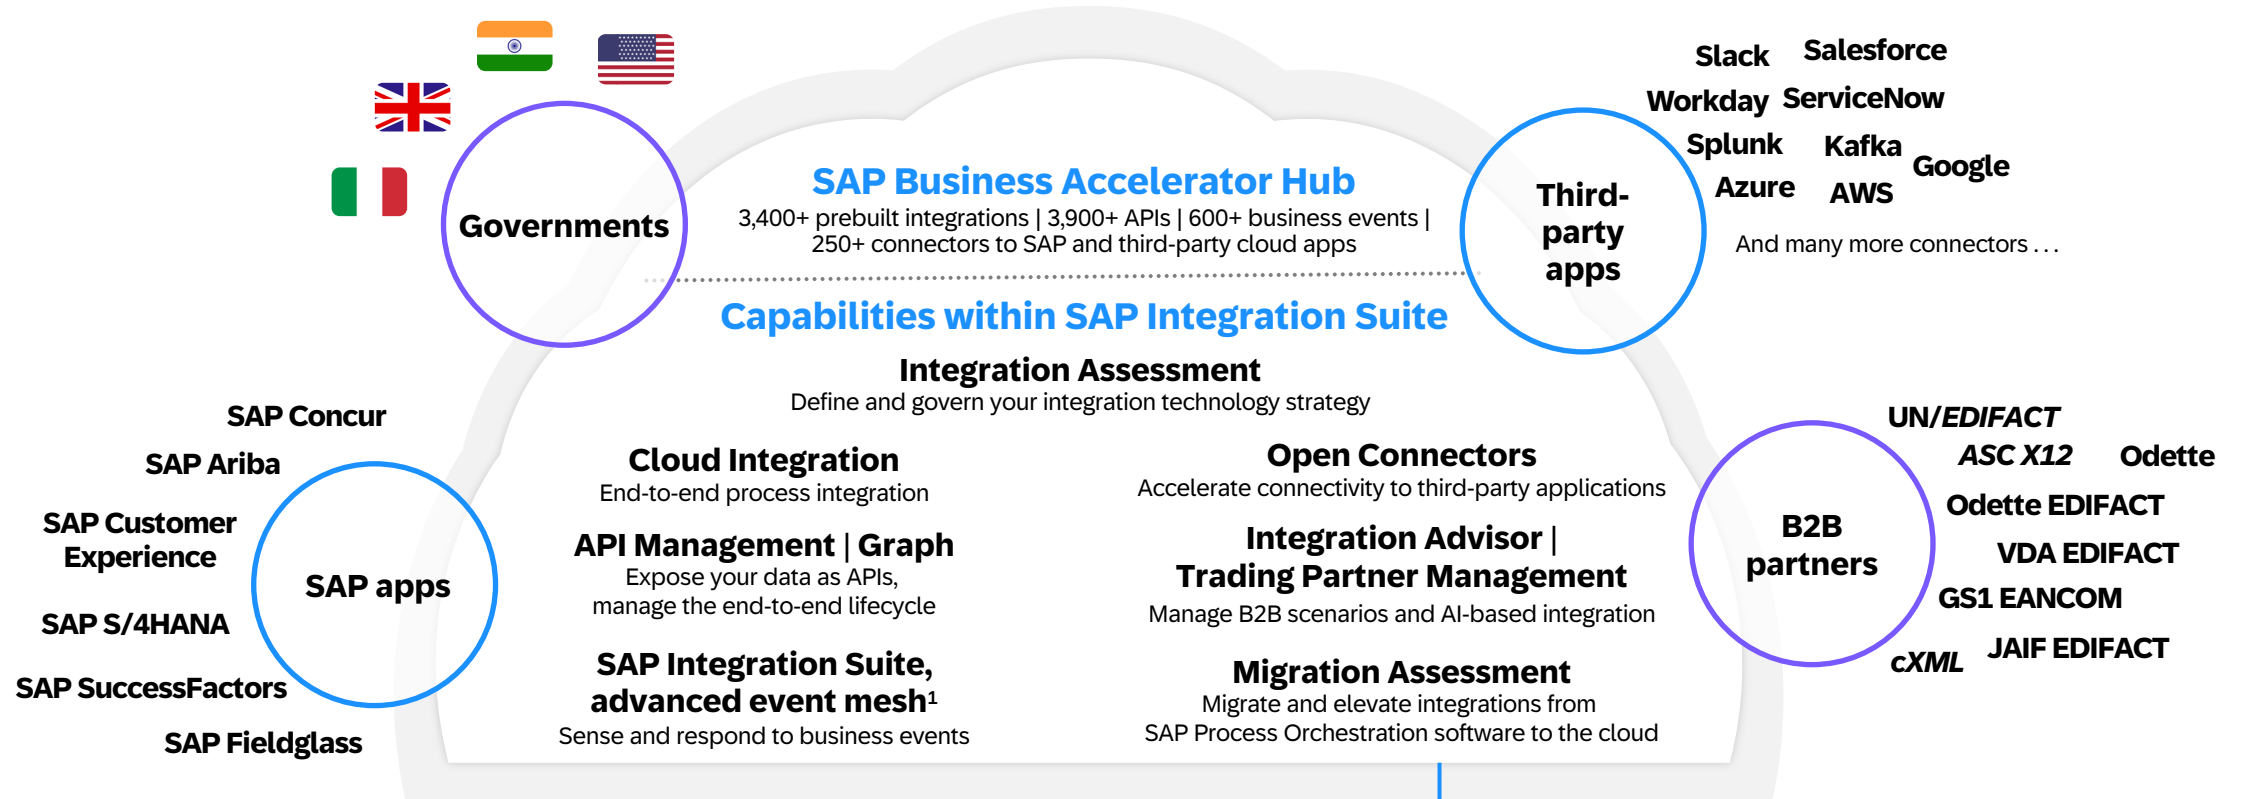 Governments
SAP Business Accelerator Hub
3,400+ prebuilt integrations | 3,900+ APIs | 600+ business events |
250+ connectors to SAP and third-party cloud apps
Third-
party
apps
Slack Salesforce
Workday ServiceNow
Splunk Kafka
Google
Azure AWS
And many more connectors ...
Capabilities within SAP Integration Suite
Integration Assessment
Define and govern your integration technology strategy
SAP Concur
SAP Ariba
SAP Customer
Experience
SAP apps
SAP S/4HANA
SAP SuccessFactors
SAP Fieldglass
Cloud Integration
End-to-end process integration
API Management | Graph
Expose your data as APIs,
manage the end-to-end lifecycle
SAP Integration Suite,
advanced event mesh¹
Sense and respond to business events
Open Connectors
Accelerate connectivity to third-party applications
Integration Advisor |
Trading Partner Management
Manage B2B scenarios and AI-based integration
Migration Assessment
Migrate and elevate integrations from
SAP Process Orchestration software to the cloud
B2B
partners
UN/EDIFACT
ASC X12 Odette
Odette EDIFACT
VDA EDIFACT
GS1 EANCOM
JAIF EDIFACT
cXML